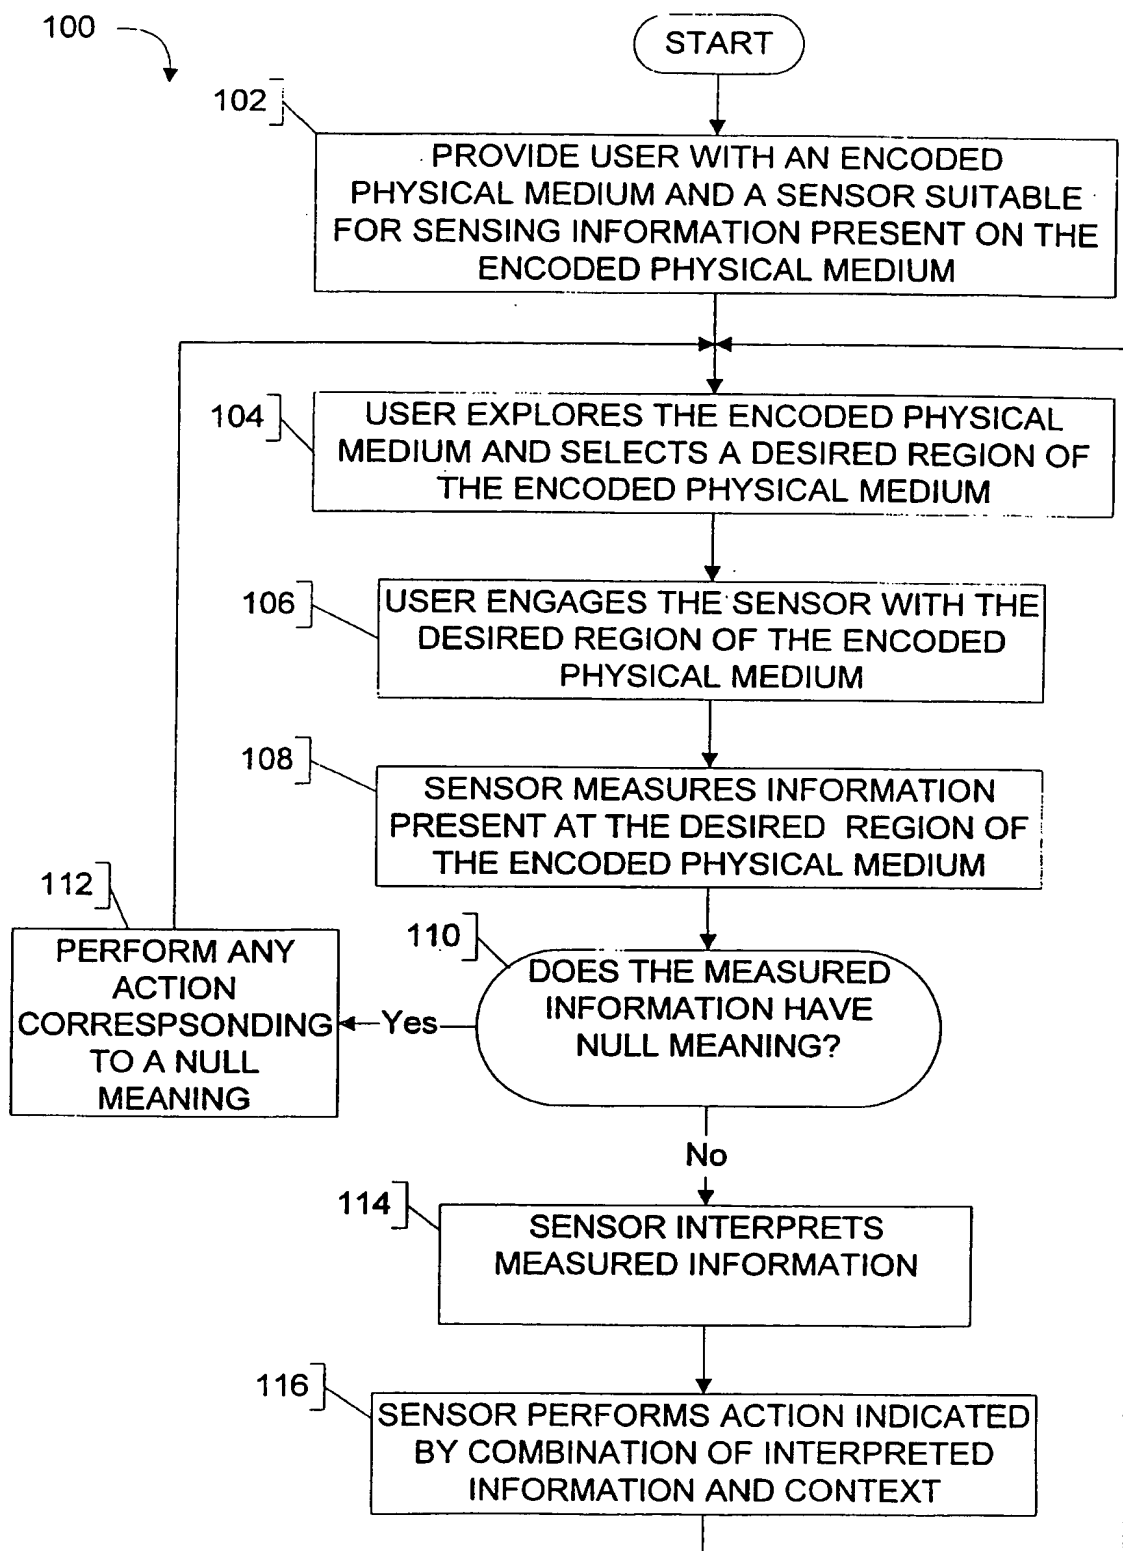 100
START
102
PROVIDE USER WITH AN ENCODED
PHYSICAL MEDIUM AND A SENSOR SUITABLE
FOR SENSING INFORMATION PRESENT ON THE
ENCODED PHYSICAL MEDIUM
104
USER EXPLORES THE ENCODED PHYSICAL
MEDIUM AND SELECTS A DESIRED REGION OF
THE ENCODED PHYSICAL MEDIUM
106
USER ENGAGES THE SENSOR WITH THE
DESIRED REGION OF THE ENCODED
PHYSICAL MEDIUM
108
SENSOR MEASURES INFORMATION
PRESENT AT THE DESIRED REGION OF
THE ENCODED PHYSICAL MEDIUM
110
DOES THE MEASURED
INFORMATION HAVE
NULL MEANING?
Yes
112
PERFORM ANY
ACTION
CORRESPSONDING
TO A NULL
MEANING
No
114
SENSOR INTERPRETS
MEASURED INFORMATION
116
SENSOR PERFORMS ACTION INDICATED
BY COMBINATION OF INTERPRETED
INFORMATION AND CONTEXT